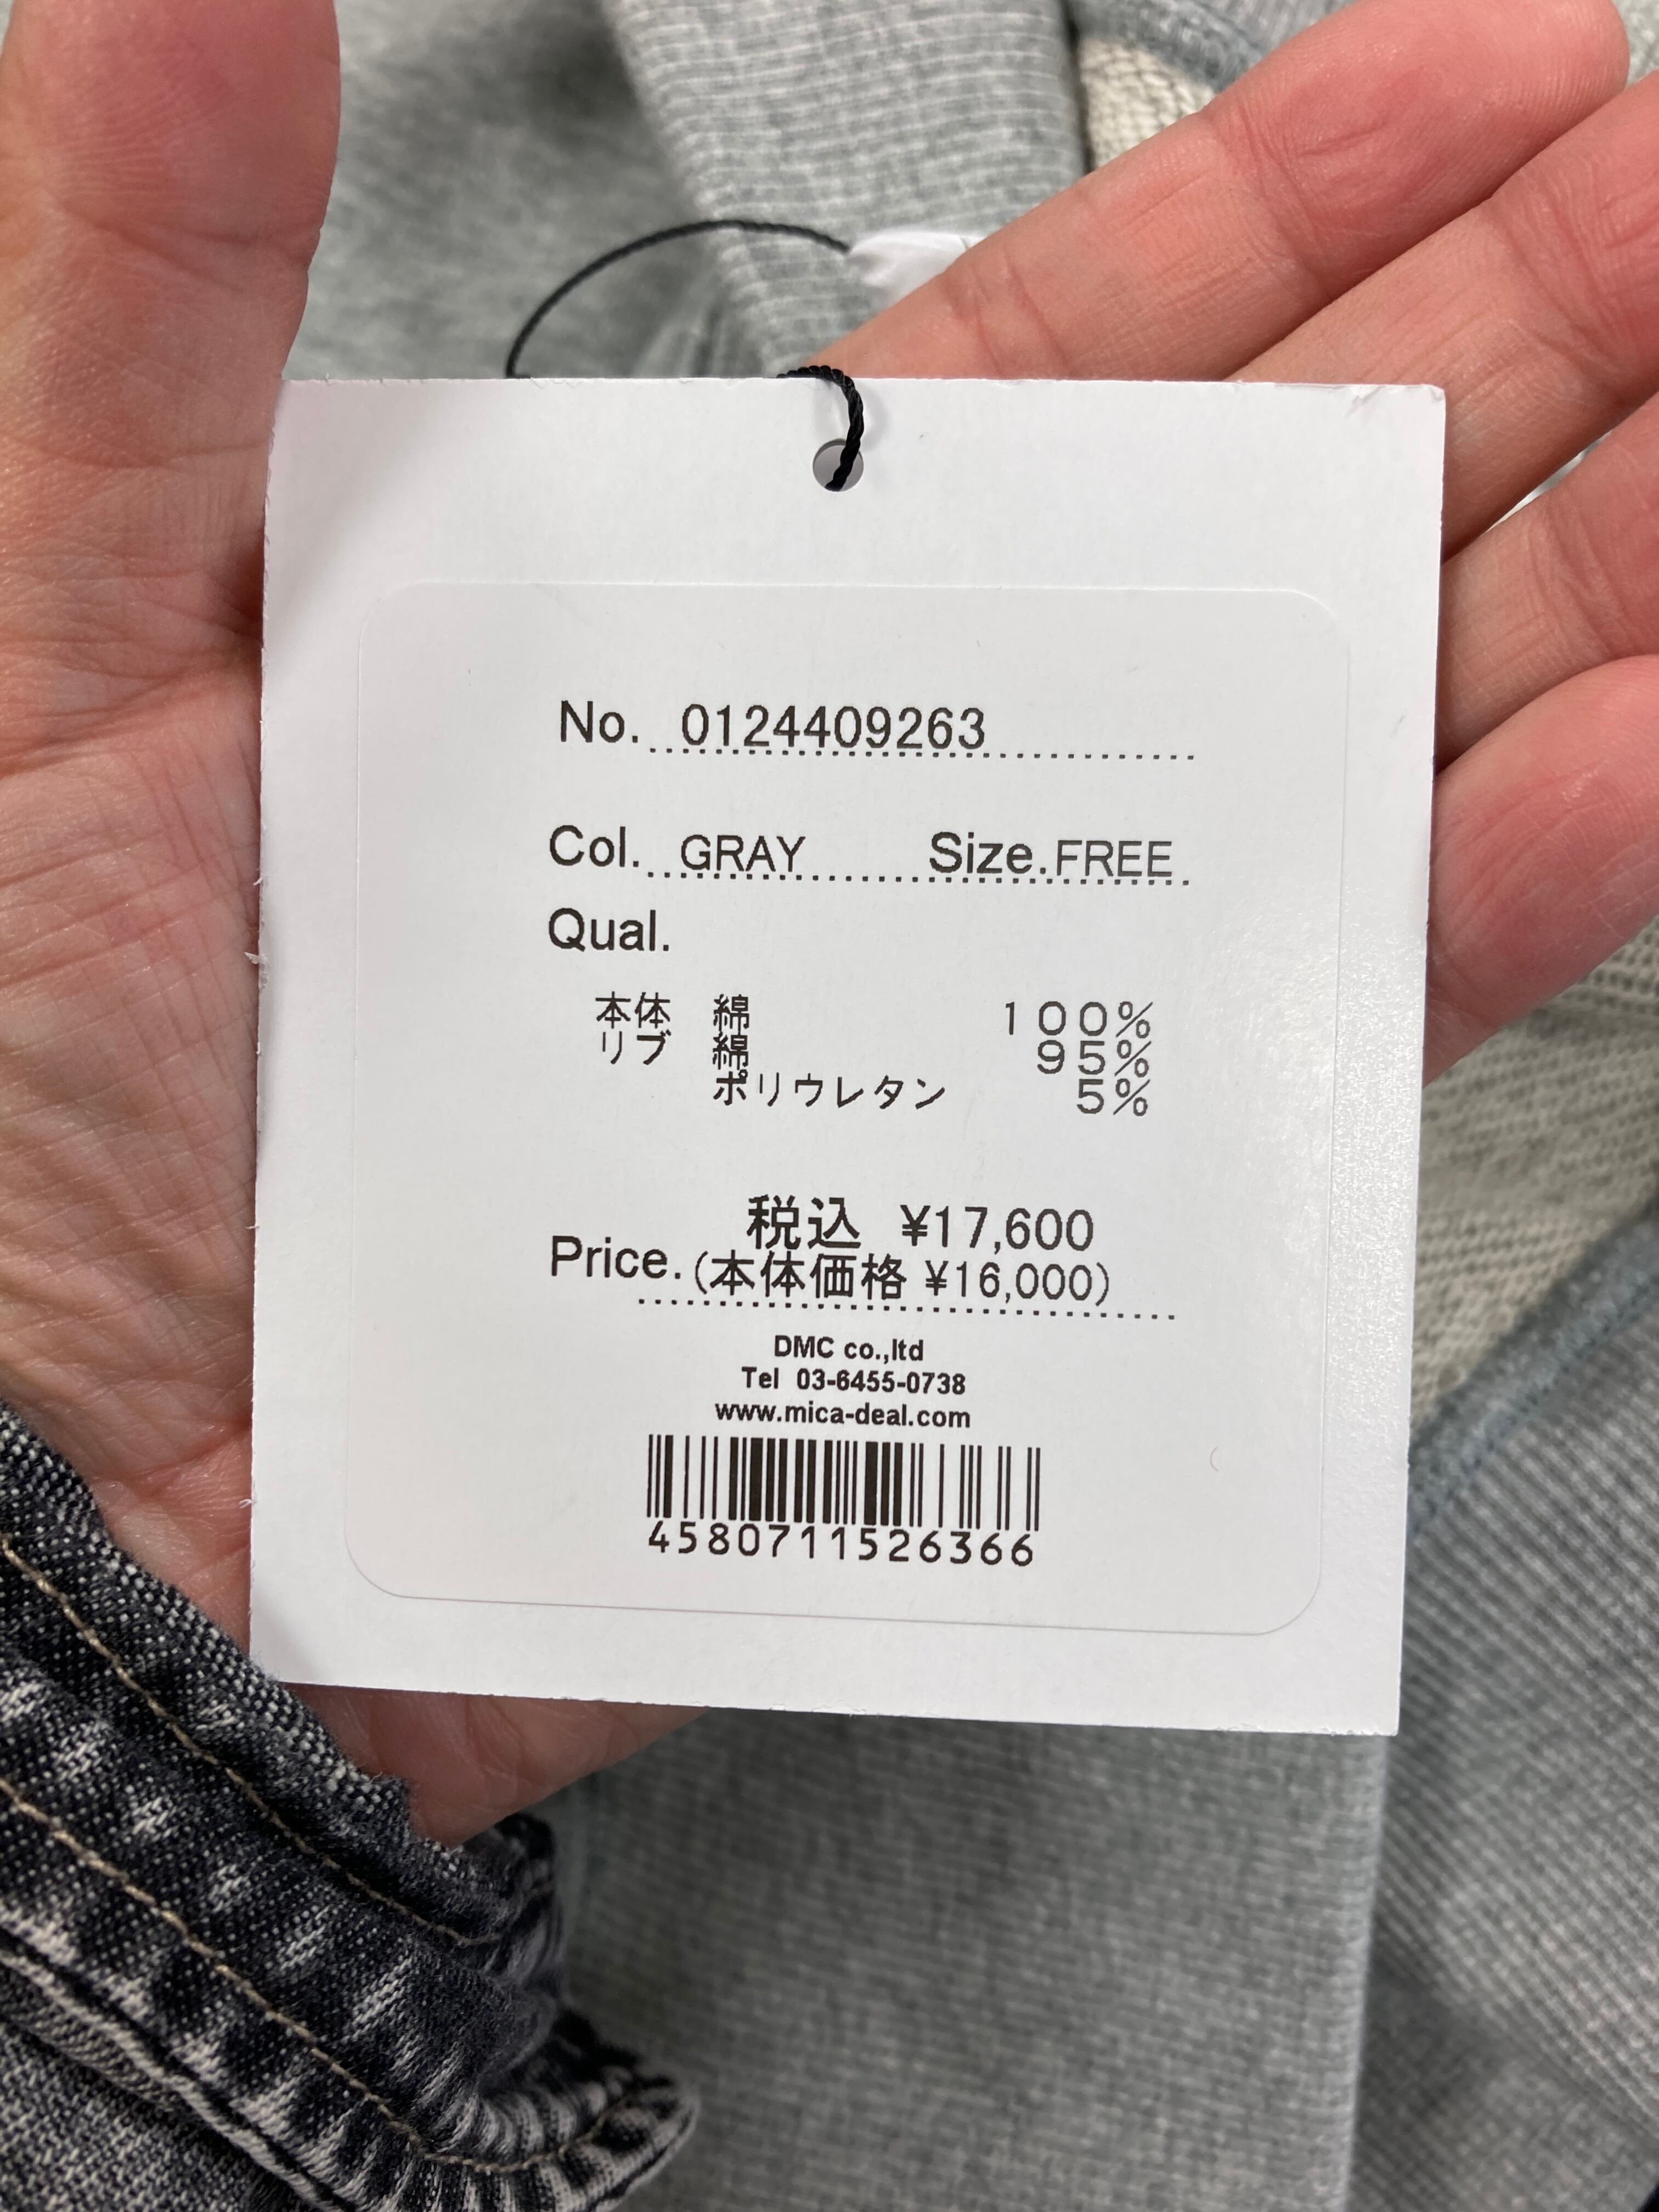 No. 0124409263
Col. GRAY Size. FREE
Qual.
本体 綿 100%
リブ 綿 95%
ポリウレタン 5%
税込 ¥17,600
Price. (本体価格 ¥16,000)
DMC co.,ltd
Tel 03-6455-0738
www.mica-deal.com
4580711526366